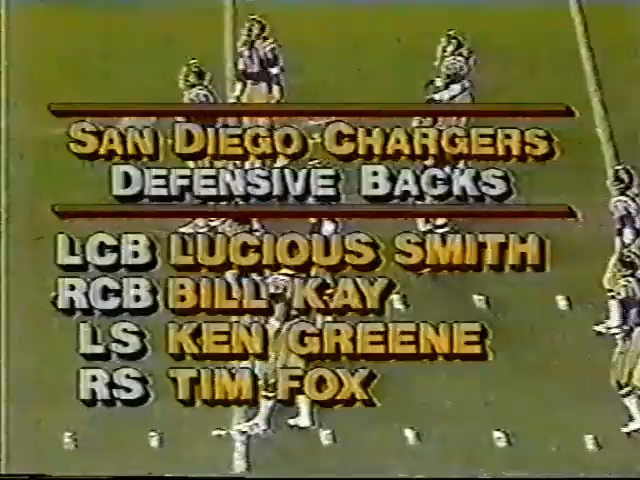 SAN DIEGO CHARGERS
DEFENSIVE BACKS
LCB LUCIOUS SMITH
RCB BILL KAY
LS KEN GREENE
RS TIM FOX